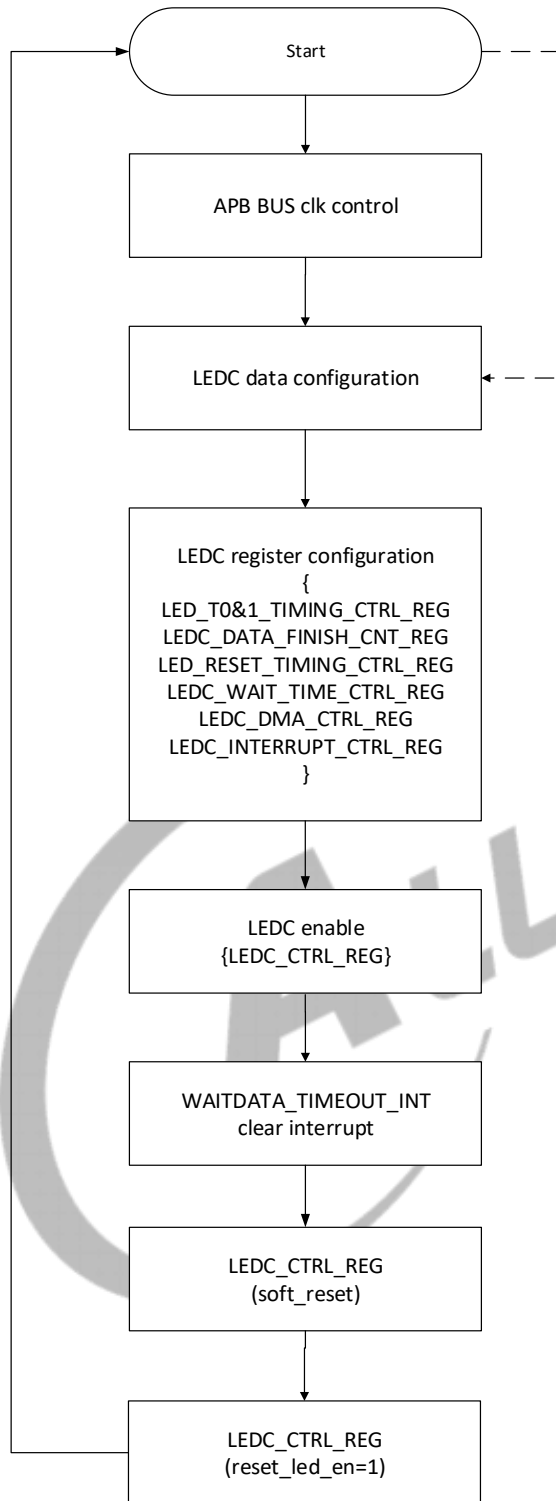 Start
APB BUS clk control
LEDC data configuration
LEDC register configuration
{
LED_T0&1_TIMING_CTRL_REG
LEDC_DATA_FINISH_CNT_REG
LED_RESET_TIMING_CTRL_REG
LEDC_WAIT_TIME_CTRL_REG
LEDC_DMA_CTRL_REG
LEDC_INTERRUPT_CTRL_REG
}
LEDC enable
{LEDC_CTRL_REG}
WAITDATA_TIMEOUT_INT
clear interrupt
LEDC_CTRL_REG
(soft_reset)
LEDC_CTRL_REG
(reset_led_en=1)